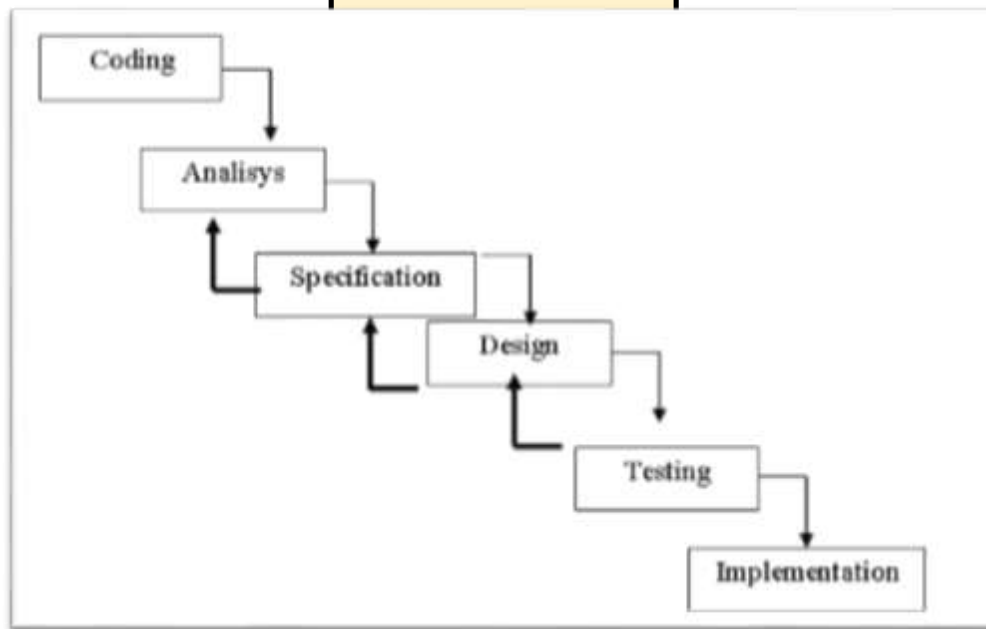 Coding
Analisys
Specification
Design
Testing
Implementation